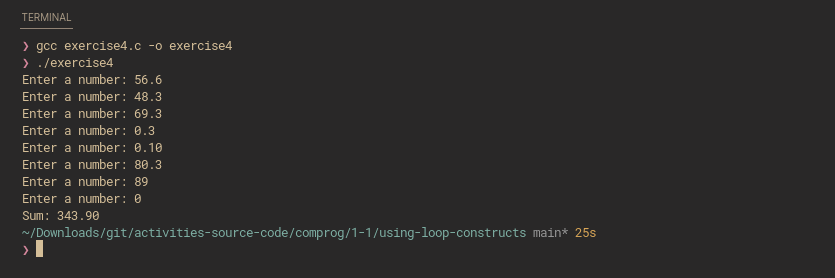 TERMINAL
❯ gcc exercise4.c -o exercise4
❯ ./exercise4
Enter a number: 56.6
Enter a number: 48.3
Enter a number: 69.3
Enter a number: 0.3
Enter a number: 0.10
Enter a number: 80.3
Enter a number: 89
Enter a number: 0
Sum: 343.90
~/Downloads/git/activities-source-code/comprog/1-1/using-loop-constructs main* 25s
❯